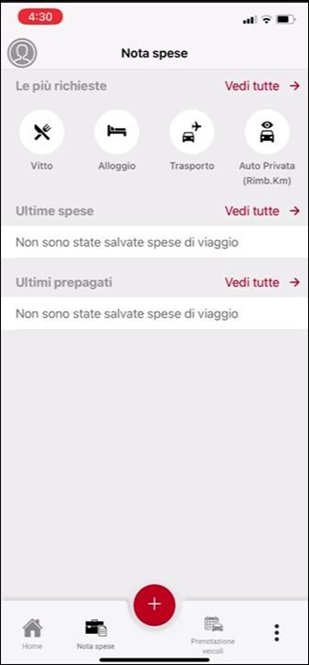 4:30
Nota spese
Le più richieste Vedi tutte →
Vitto Alloggio Trasporto Auto Privata
(Rimb.Km)
Ultime spese Vedi tutte →
Non sono state salvate spese di viaggio
Ultimi prepagati Vedi tutte →
Non sono state salvate spese di viaggio
Home Nota spese Prenotazione
veicoli